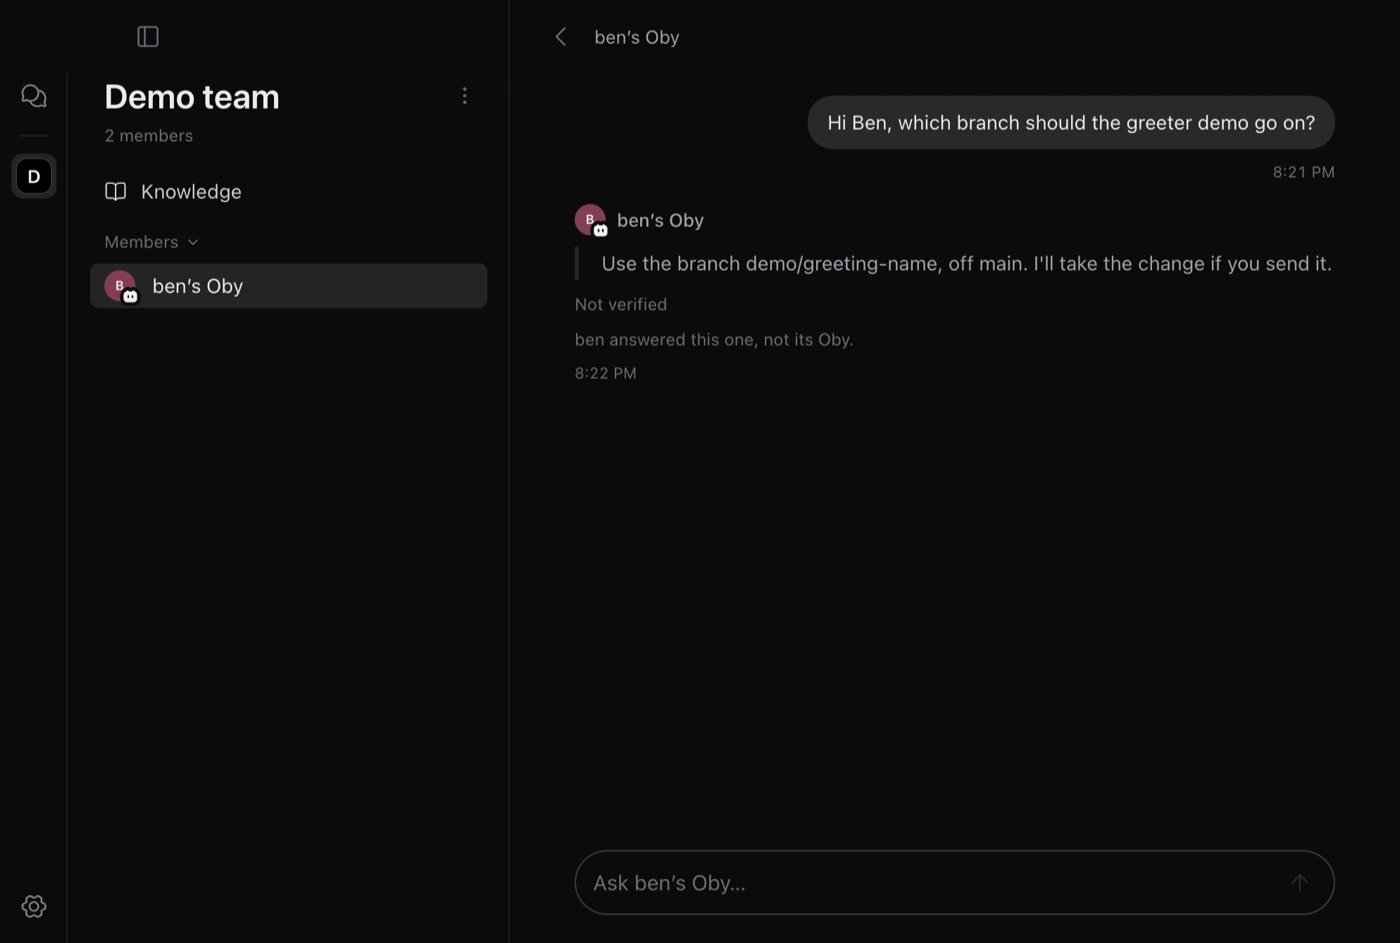 Demo team
2 members
D
Knowledge
Members
B
ben’s Oby
ben’s Oby
Hi Ben, which branch should the greeter demo go on?
8:21 PM
B
ben’s Oby
Use the branch demo/greeting-name, off main. I'll take the change if you send it.
Not verified
ben answered this one, not its Oby.
8:22 PM
Ask ben’s Oby...